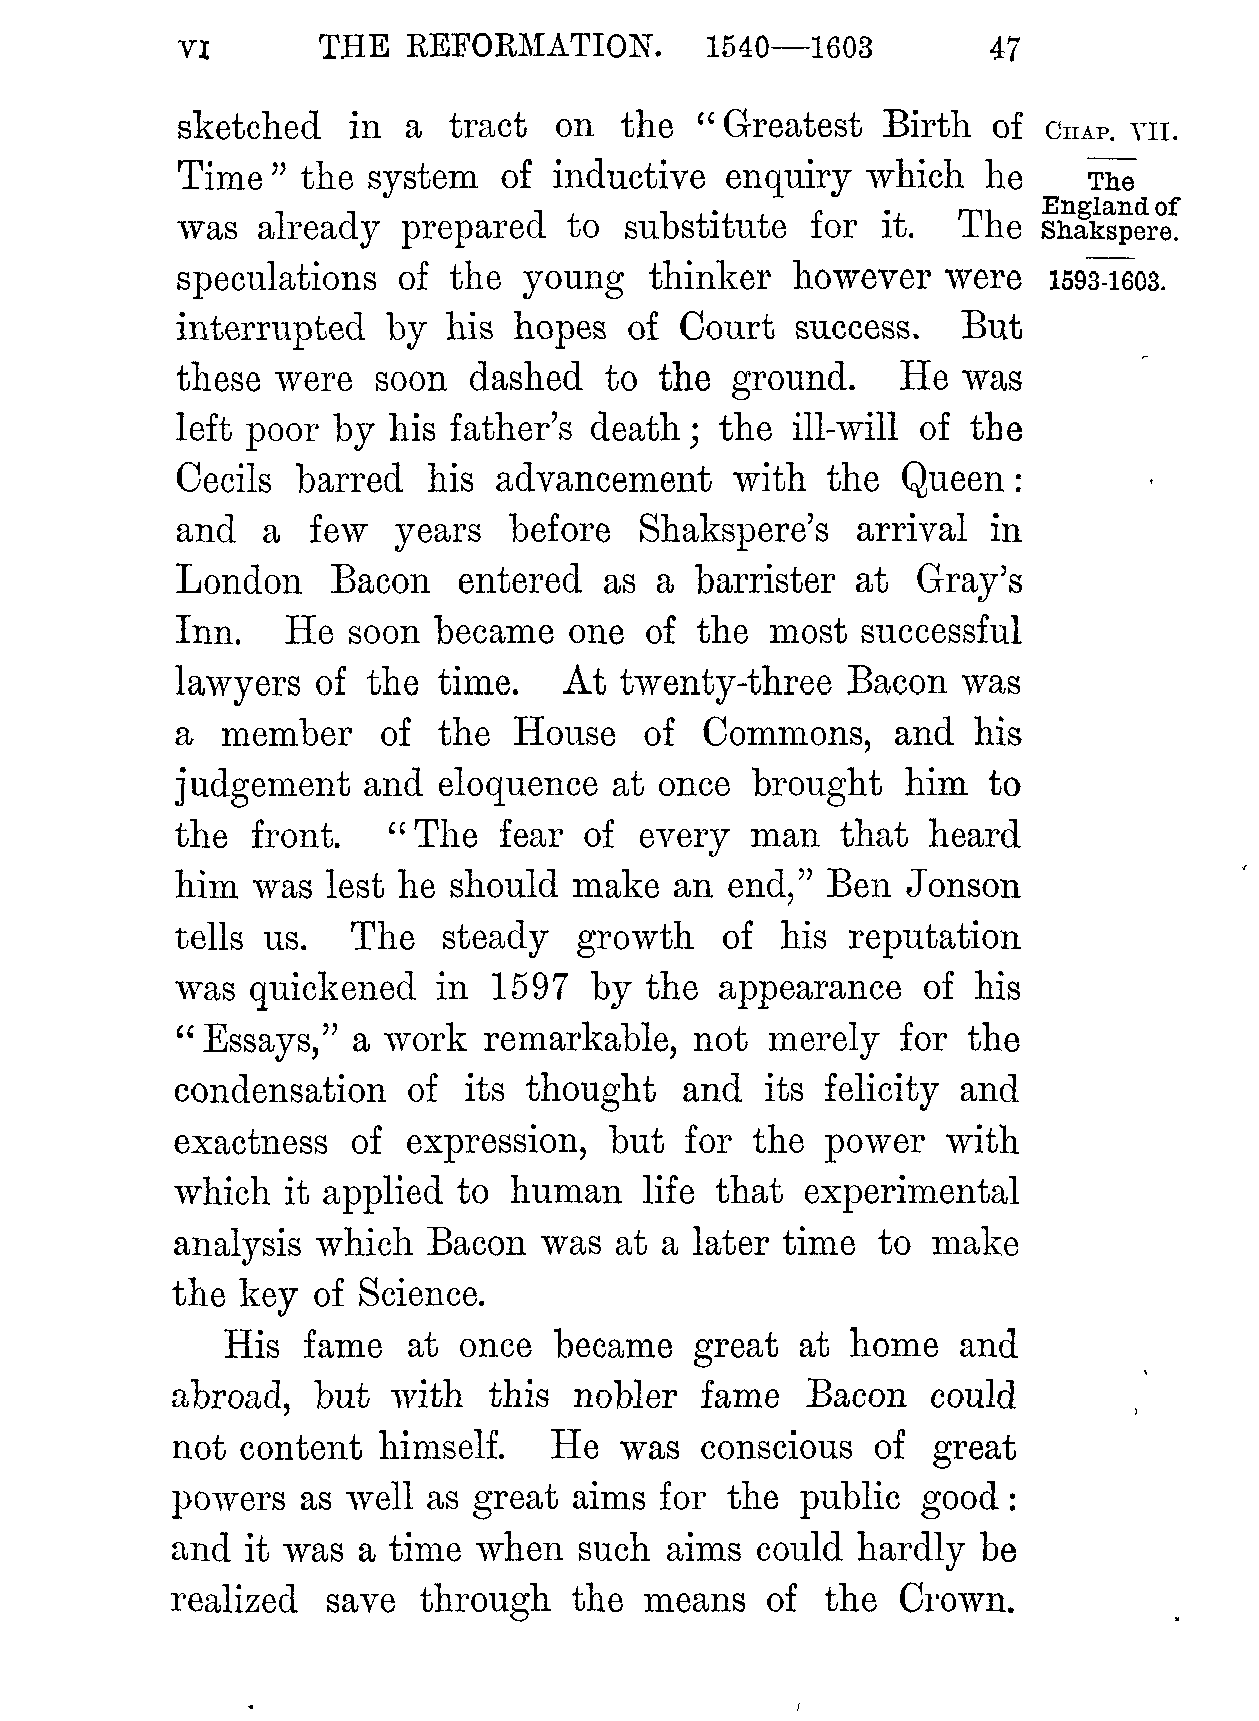 VI THE REFORMATION. 1540—1603 47
sketched in a tract on the "Greatest Birth of
Time" the system of inductive enquiry which he
was already prepared to substitute for it. The
speculations of the young thinker however were
interrupted by his hopes of Court success. But
these were soon dashed to the ground. He was
left poor by his father's death; the ill-will of the
Cecils barred his advancement with the Queen:
and a few years before Shakspere's arrival in
London Bacon entered as a barrister at Gray's
Inn. He soon became one of the most successful
lawyers of the time. At twenty-three Bacon was
a member of the House of Commons, and his
judgement and eloquence at once brought him to
the front. "The fear of every man that heard
him was lest he should make an end," Ben Jonson
tells us. The steady growth of his reputation
was quickened in 1597 by the appearance of his
"Essays," a work remarkable, not merely for the
condensation of its thought and its felicity and
exactness of expression, but for the power with
which it applied to human life that experimental
analysis which Bacon was at a later time to make
the key of Science.
His fame at once became great at home and
abroad, but with this nobler fame Bacon could
not content himself. He was conscious of great
powers as well as great aims for the public good:
and it was a time when such aims could hardly be
realized save through the means of the Crown.
CHAP. VII.
The
England of
Shakspere.
1593-1603.